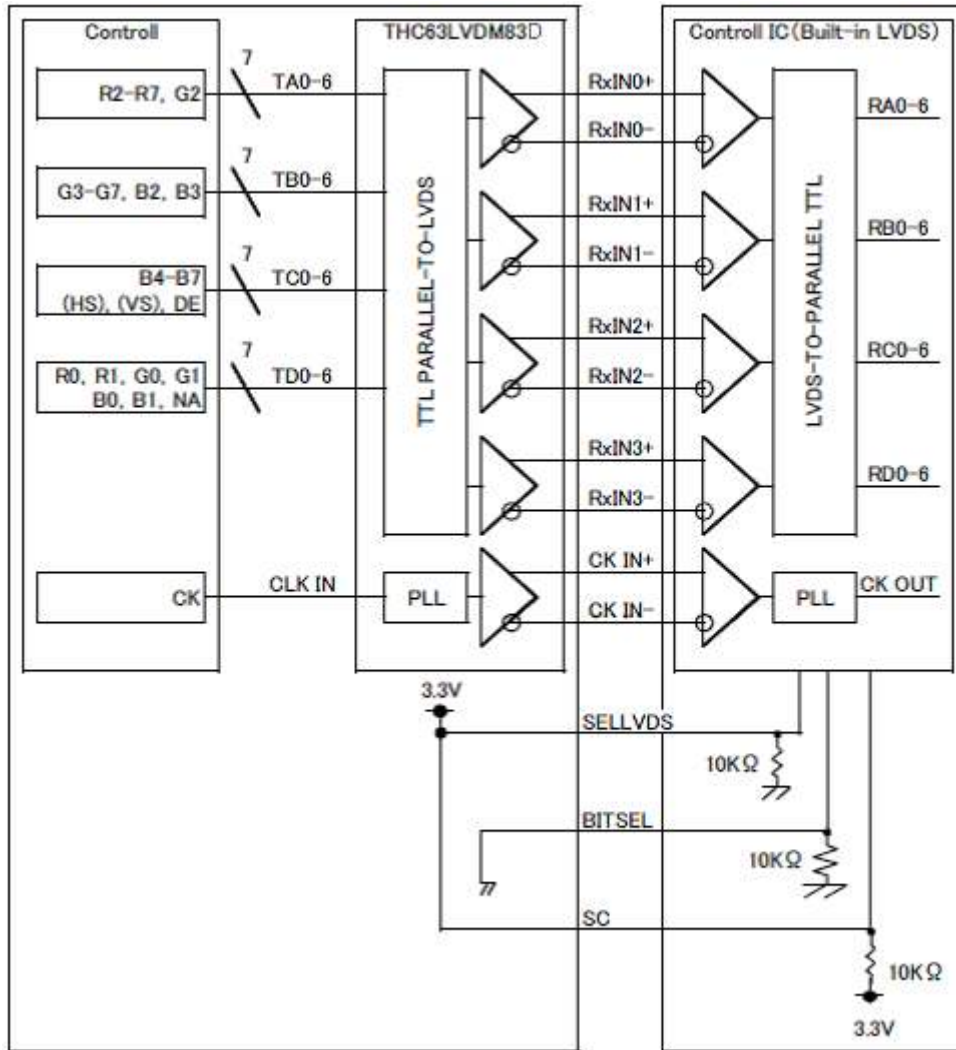 Controll
THC63LVDM83D
Controll IC(Built-in LVDS)
7
R2-R7, G2
TA0-6
RxIN0+
RA0-6
RxIN0-
7
G3-G7, B2, B3
TB0-6
RxIN1+
RB0-6
RxIN1-
7
B4-B7
(HS), (VS), DE
TC0-6
RxIN2+
RC0-6
RxIN2-
7
R0, R1, G0, G1
B0, B1, NA
TD0-6
RxIN3+
RD0-6
RxIN3-
TTL PARALLEL-TO-LVDS
LVDS-TO-PARALLEL TTL
CK
CLK IN
PLL
CK IN+
CK IN-
PLL
CK OUT
3.3V
SELLVDS
10KΩ
BITSEL
10KΩ
SC
10KΩ
3.3V